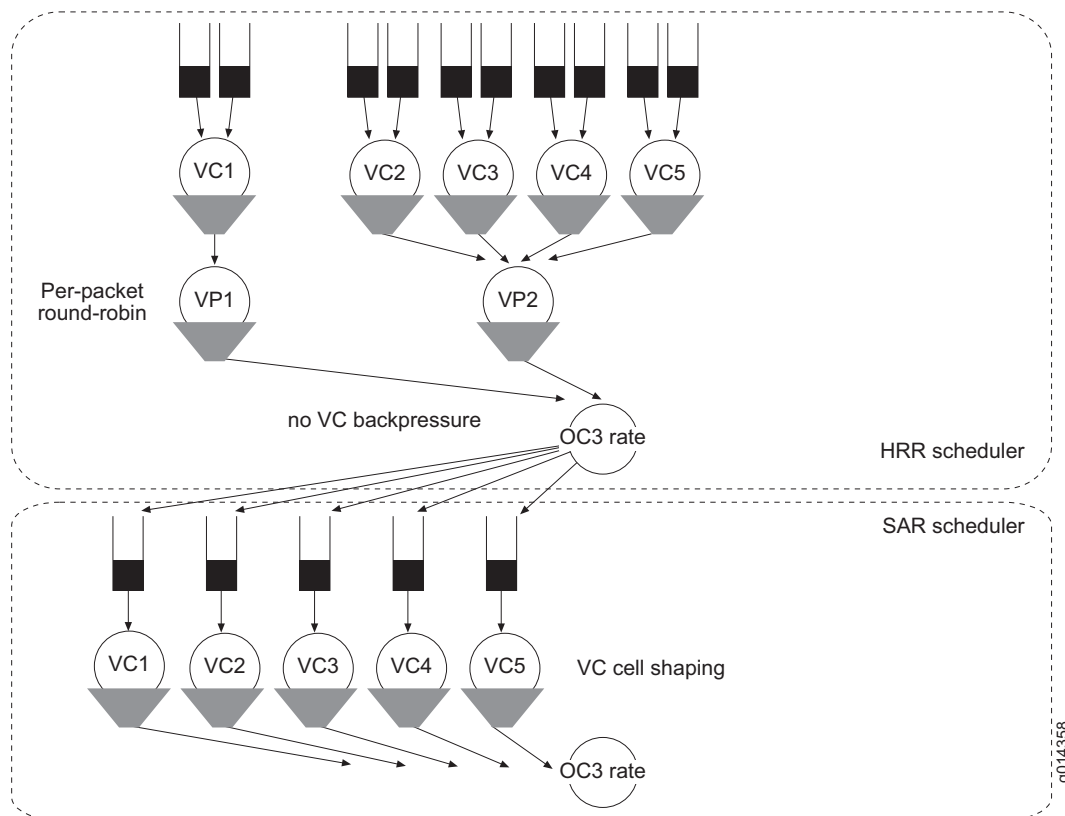 VC1
VC2
VC3
VC4
VC5
Per-packet
round-robin
VP1
VP2
no VC backpressure
OC3 rate
HRR scheduler
SAR scheduler
VC1
VC2
VC3
VC4
VC5
VC cell shaping
OC3 rate
g014358